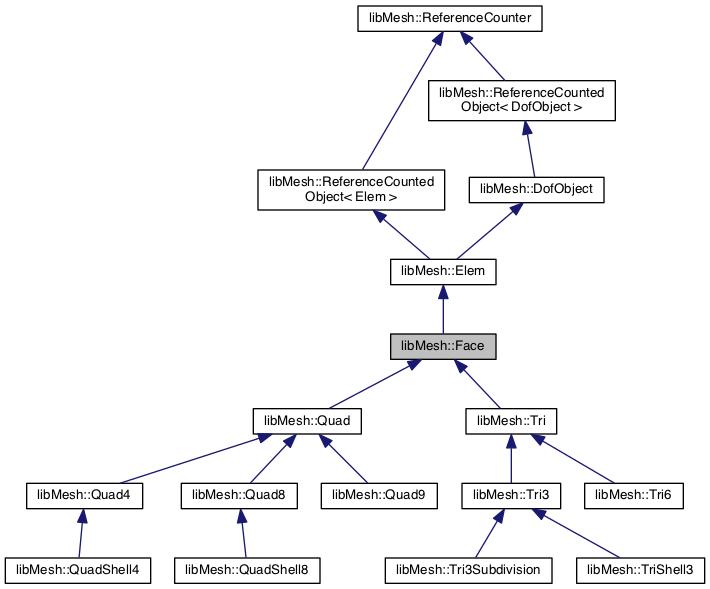 libMesh::ReferenceCounter
libMesh::ReferenceCounted
Object< DofObject >
libMesh::ReferenceCounted
Object< Elem >
libMesh::DofObject
libMesh::Elem
libMesh::Face
libMesh::Quad
libMesh::Tri
libMesh::Quad4
libMesh::Quad8
libMesh::Quad9
libMesh::Tri3
libMesh::Tri6
libMesh::QuadShell4
libMesh::QuadShell8
libMesh::Tri3Subdivision
libMesh::TriShell3